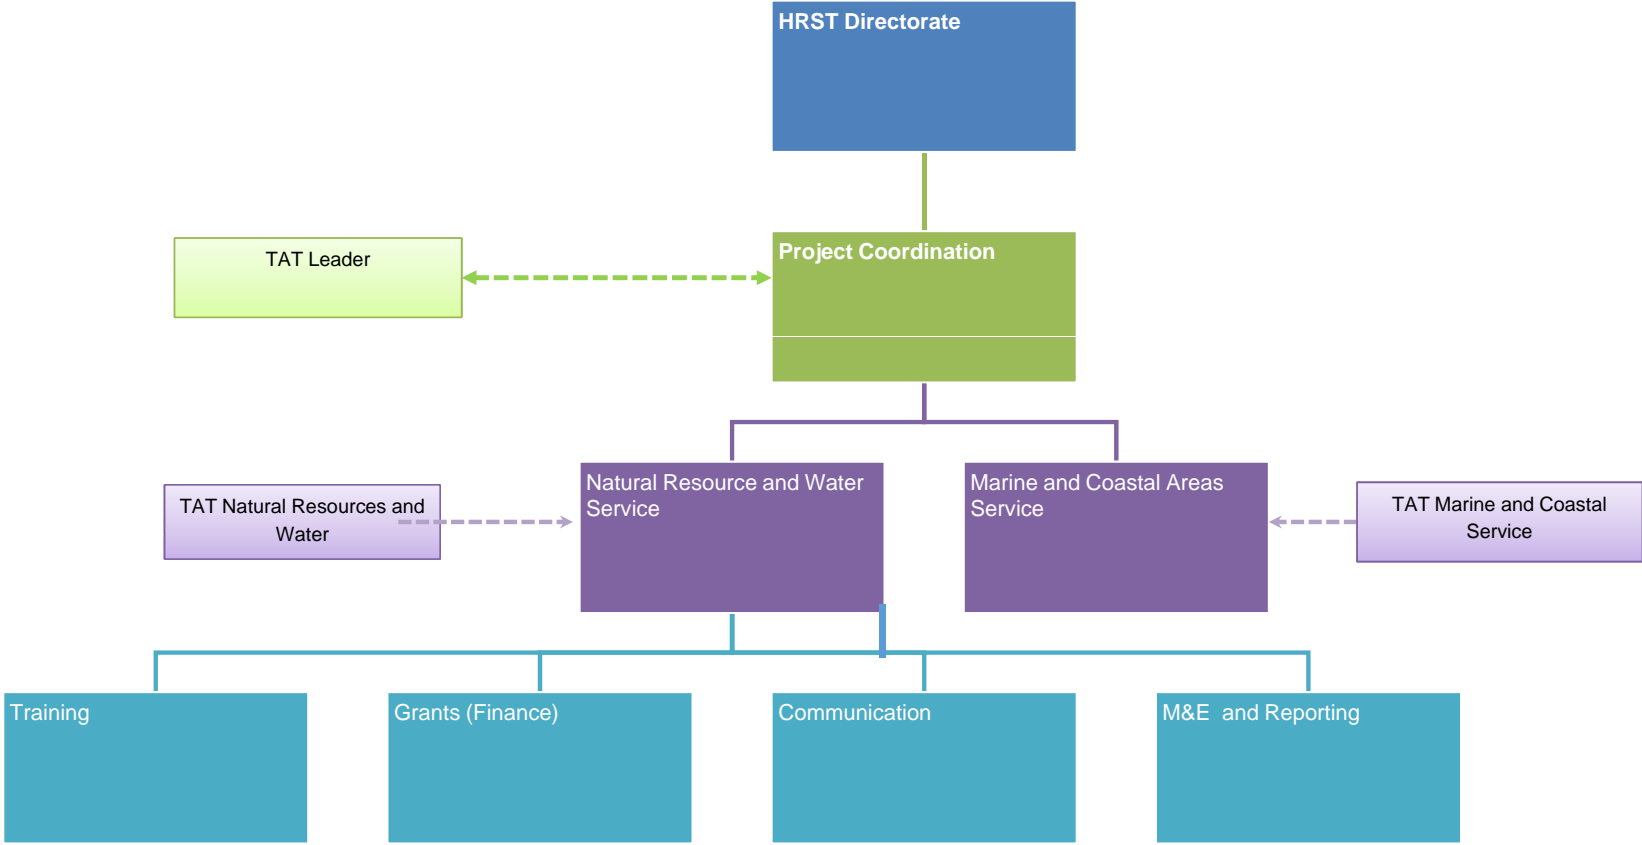 HRST Directorate
TAT Leader
Project Coordination
Natural Resource and Water
Service
Marine and Coastal Areas
Service
TAT Natural Resources and
Water
TAT Marine and Coastal
Service
Training
Grants (Finance)
Communication
M&E  and Reporting